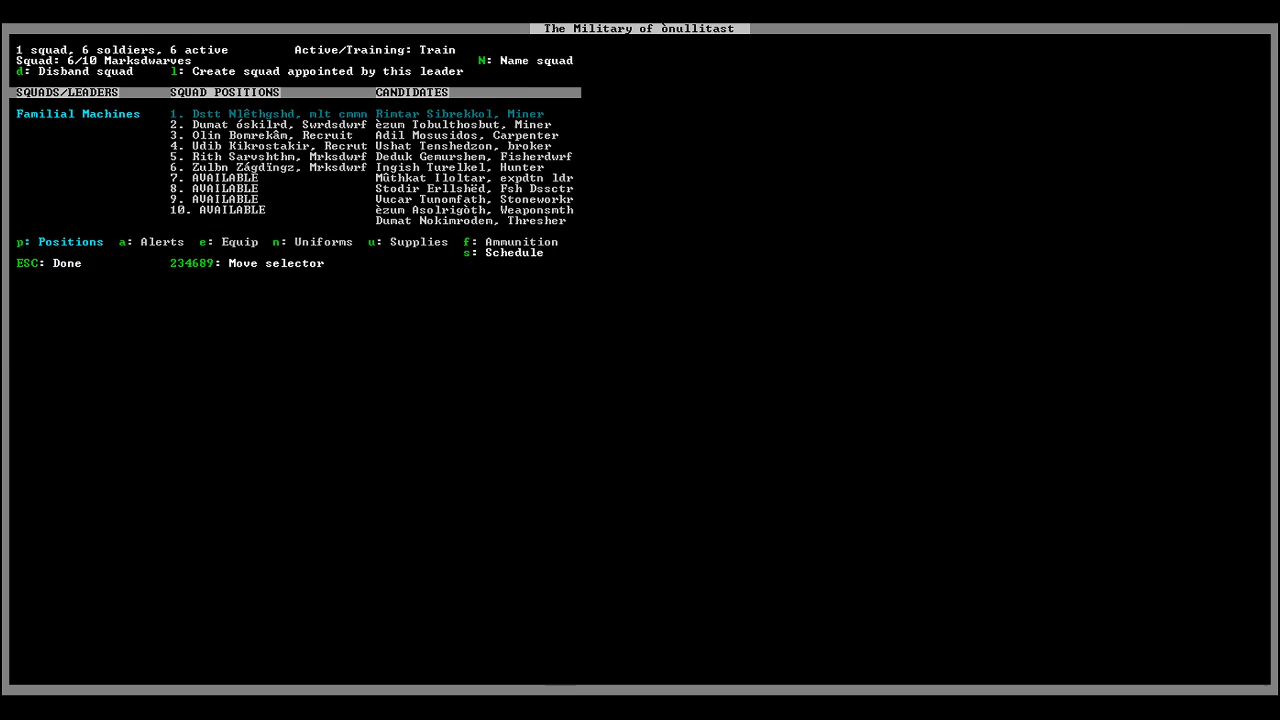 The Military of ònullitast
1 squad, 6 soldiers, 6 active Active/Training: Train
Squad: 6/10 Marksdwarves N: Name squad
d: Disband squad l: Create squad appointed by this leader
SQUADS/LEADERS SQUAD POSITIONS CANDIDATES
Familial Machines 1. Dstt Nlêthgshd, mlt cmmn Rimtar Sibrekkol, Miner
2. Dumat óskilrd, Swrdsdwrf èzum Tobulthosbut, Miner
3. Olin Bomrekâm, Recruit Adil Mosusidos, Carpenter
4. Udib Kikrostakir, Recrut Ushat Tenshedzon, broker
5. Rith Sarvshthm, Mrksdwrf Deduk Gemurshem, Fisherdwrf
6. Zulbn Zágdïngz, Mrksdwrf Ingish Turelkel, Hunter
7. AVAILABLE Mûthkat Iloltar, expdtn ldr
8. AVAILABLE Stodir Erllshëd, Fsh Dssctr
9. AVAILABLE Vucar Tunomfath, Stoneworkr
10. AVAILABLE èzum Asolrigòth, Weaponsmth
Dumat Nokimrodem, Thresher
p: Positions a: Alerts e: Equip n: Uniforms u: Supplies f: Ammunition
s: Schedule
ESC: Done 234689: Move selector